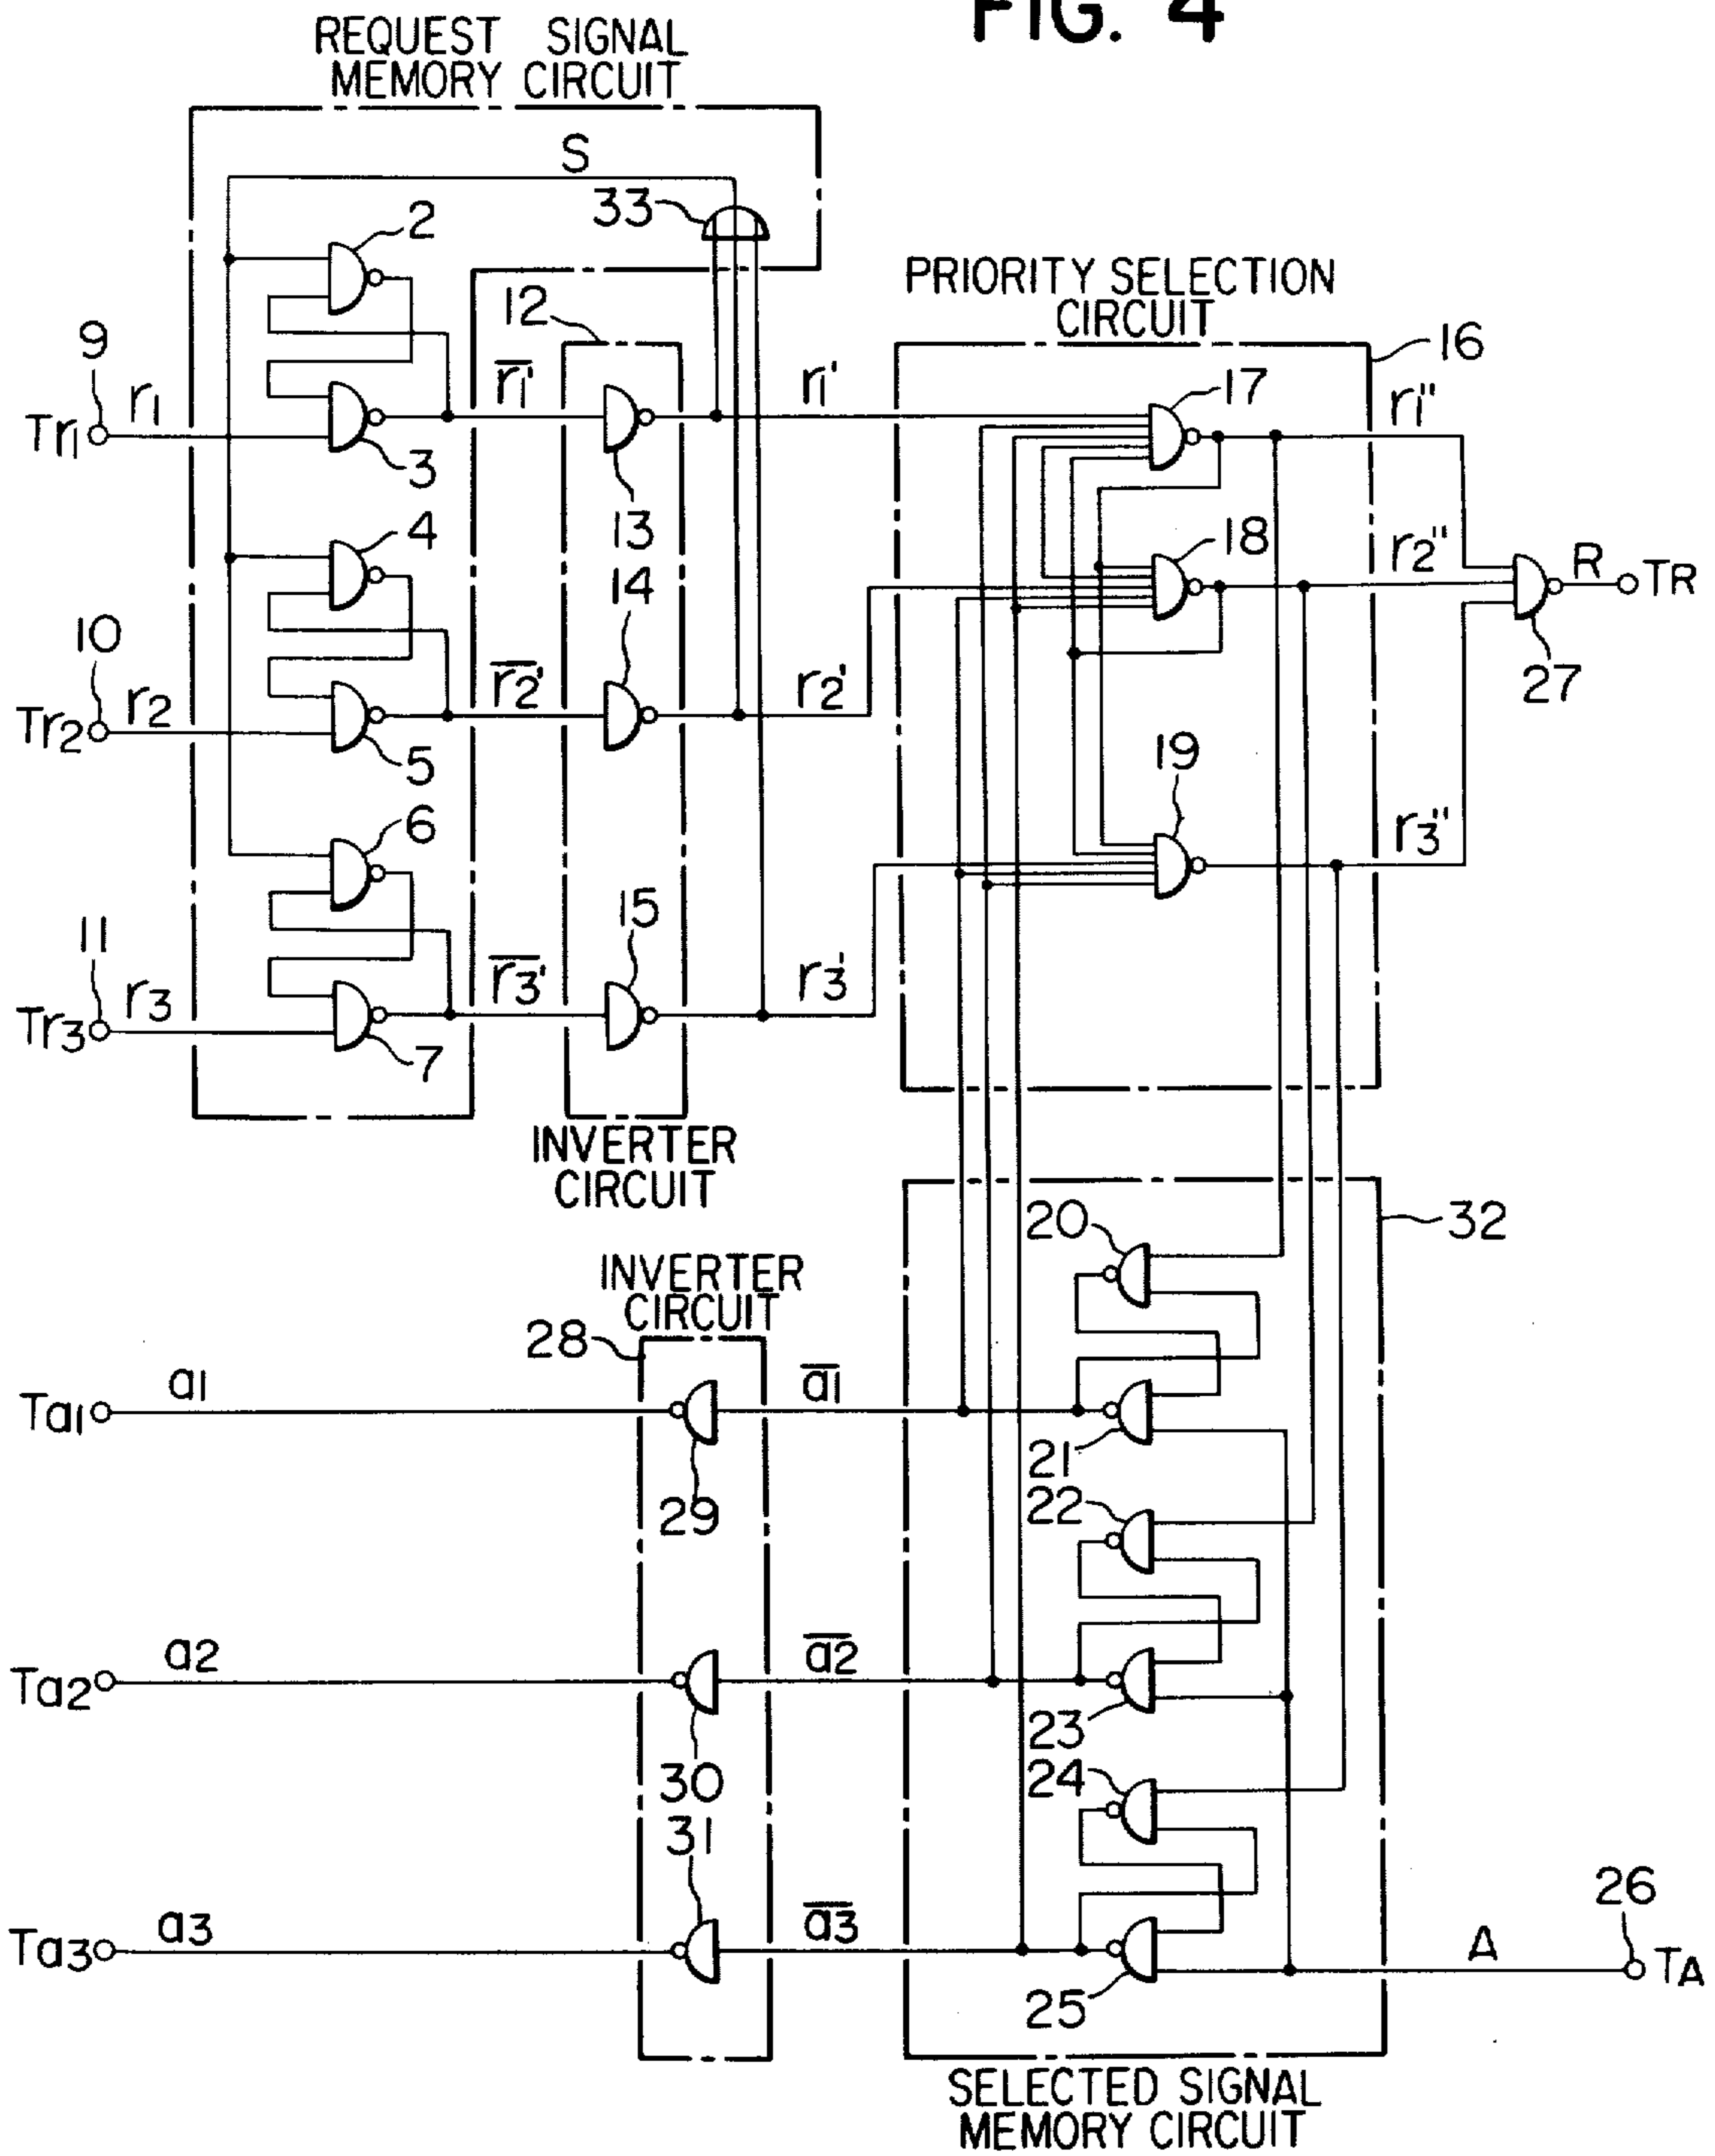 FIG. 4
REQUEST SIGNAL
MEMORY CIRCUIT
S
33
2
PRIORITY SELECTION
CIRCUIT
12
9
16
r1
r1'
r1'
17
r1"
Tr1
3
4
13
18
r2"
14
R
TR
10
r2
r2'
r2'
27
Tr2
5
19
6
r3"
15
11
r3
r3'
r3'
Tr3
7
INVERTER
CIRCUIT
20
32
INVERTER
CIRCUIT
28
a1
a1
Ta1
21
29
22
a2
a2
Ta2
23
30
24
31
26
a3
a3
A
Ta3
TA
25
SELECTED SIGNAL
MEMORY CIRCUIT